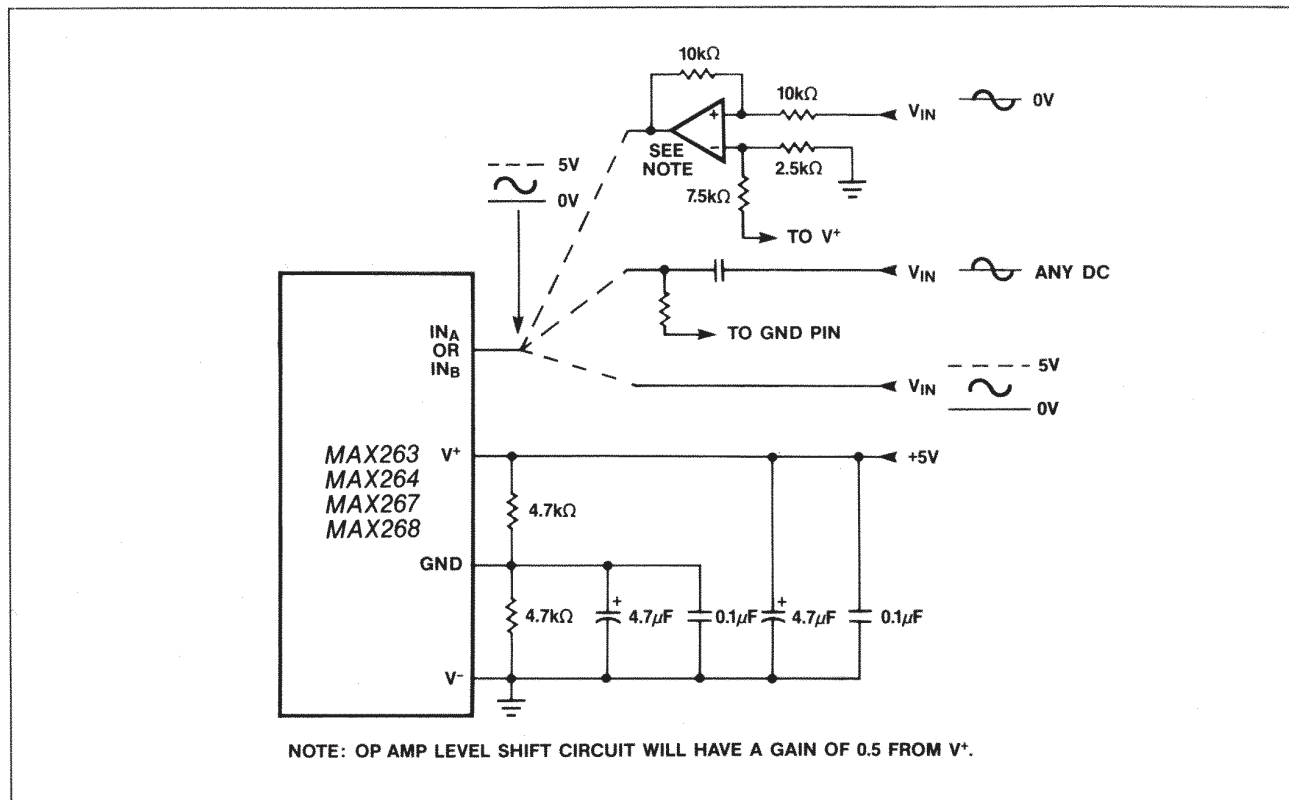 10kΩ
10kΩ
V_IN
0V
+
−
SEE
NOTE
2.5kΩ
7.5kΩ
TO V⁺
5V
0V
V_IN
ANY DC
TO GND PIN
IN_A
OR
IN_B
V_IN
5V
0V
MAX263
MAX264
MAX267
MAX268
V⁺
+5V
4.7kΩ
GND
4.7kΩ
+
4.7μF
0.1μF
+
4.7μF
0.1μF
V⁻
NOTE: OP AMP LEVEL SHIFT CIRCUIT WILL HAVE A GAIN OF 0.5 FROM V⁺.